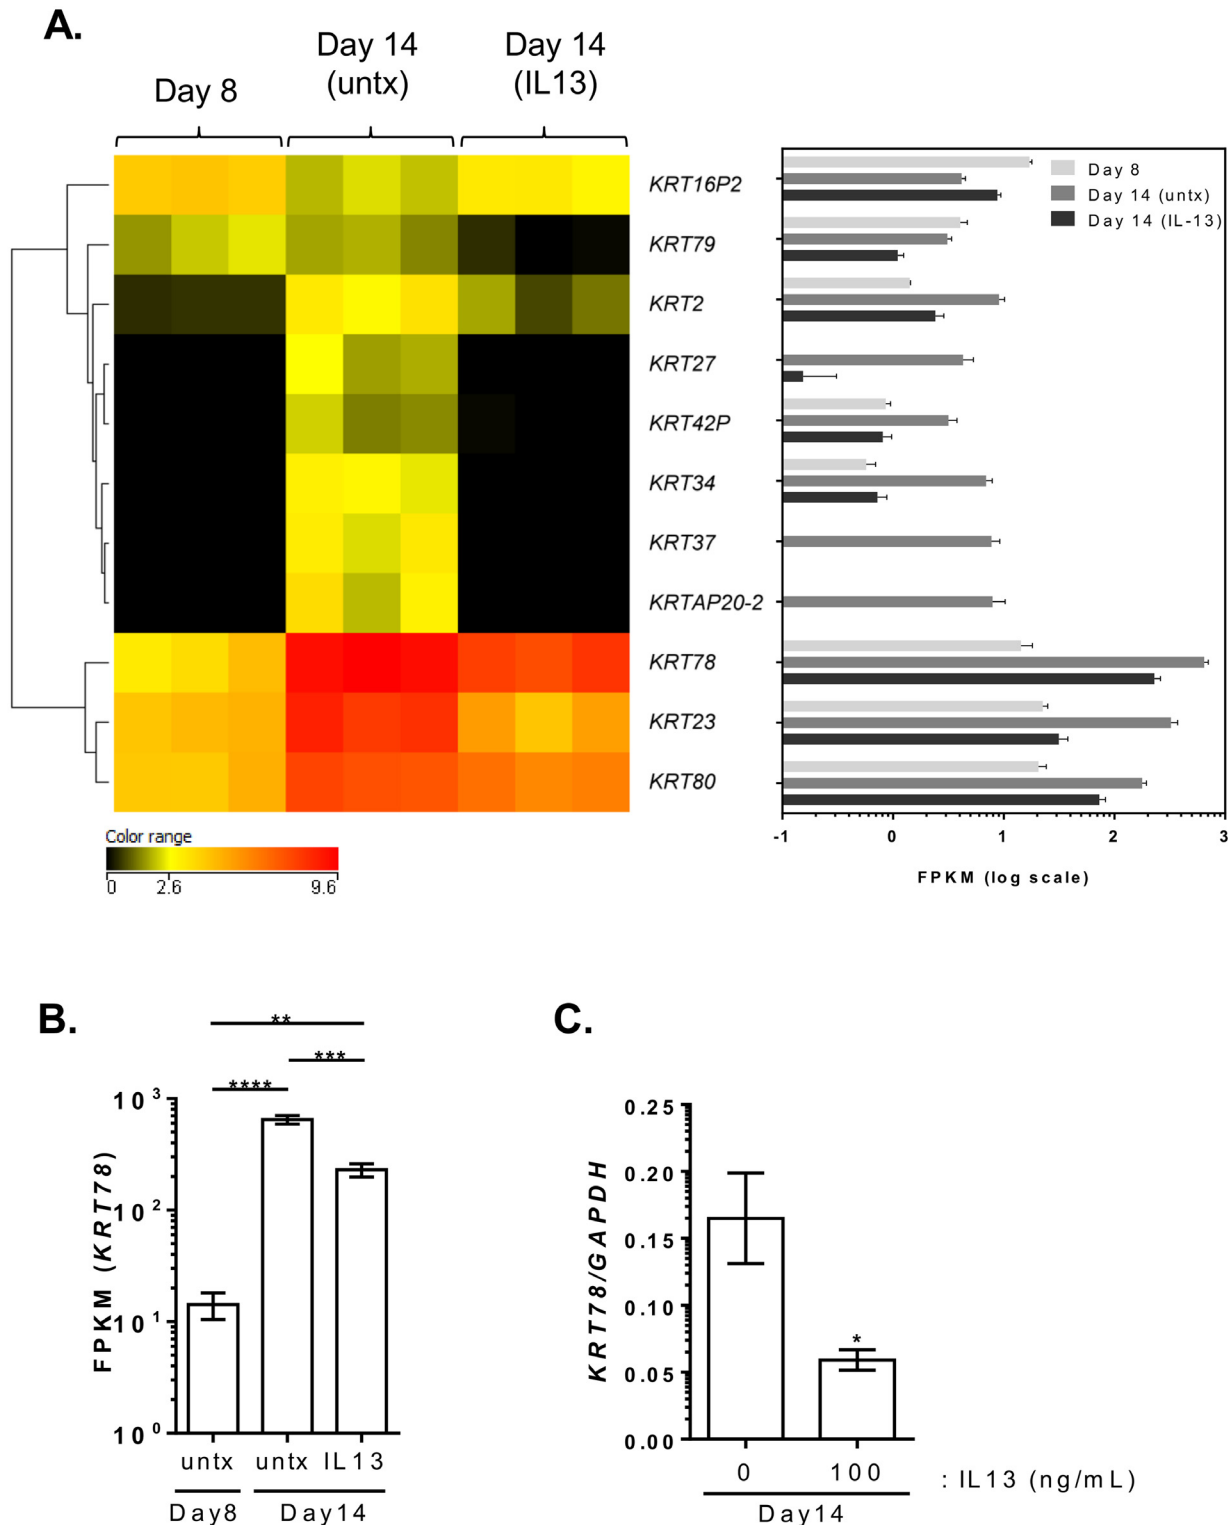 A.
Day 8
Day 14
(untx)
Day 14
(IL13)
KRT16P2
KRT79
KRT2
KRT27
KRT42P
KRT34
KRT37
KRTAP20-2
KRT78
KRT23
KRT80
Color range
0 2.6 9.6
Day 8
Day 14 (untx)
Day 14 (IL-13)
-1 0 1 2 3
FPKM (log scale)
B.
**
***
****
FPKM (KRT78)
10³
10²
10¹
10⁰
untx untx IL13
Day8 Day14
C.
KRT78/GAPDH
0.25
0.20
0.15
0.10
0.05
0.00
*
0 100 : IL13 (ng/mL)
Day14